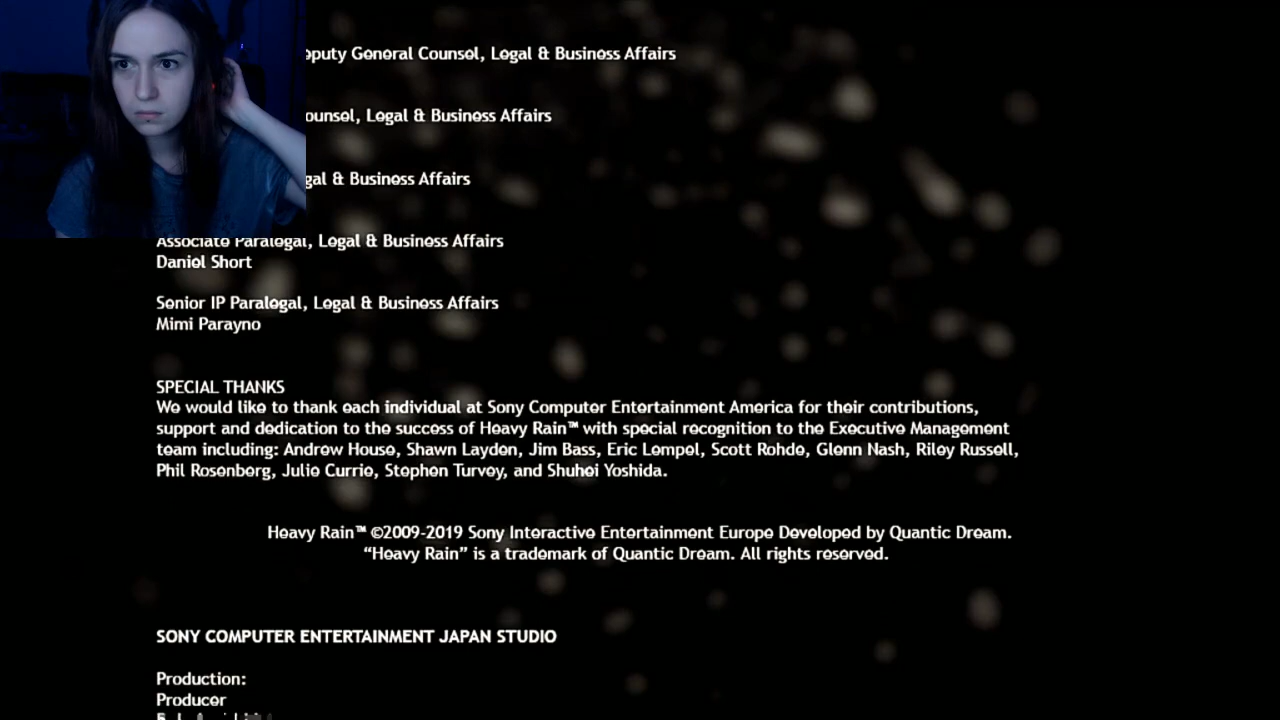 General Counsel, Legal & Business Affairs
Legal & Business Affairs
& Business Affairs
Associate Paralegal, Legal & Business Affairs
Daniel Short
Senior IP Paralegal, Legal & Business Affairs
Mimi Parayno
SPECIAL THANKS
We would like to thank each individual at Sony Computer Entertainment America for their contributions,
support and dedication to the success of Heavy Rain™ with special recognition to the Executive Management
team including: Andrew House, Shawn Layden, Jim Bass, Eric Lempel, Scott Rohde, Glenn Nash, Riley Russell,
Phil Rosenberg, Julie Currie, Stephen Turvey, and Shuhei Yoshida.
Heavy Rain™ ©2009-2019 Sony Interactive Entertainment Europe Developed by Quantic Dream.
“Heavy Rain” is a trademark of Quantic Dream. All rights reserved.
SONY COMPUTER ENTERTAINMENT JAPAN STUDIO
Production:
Producer